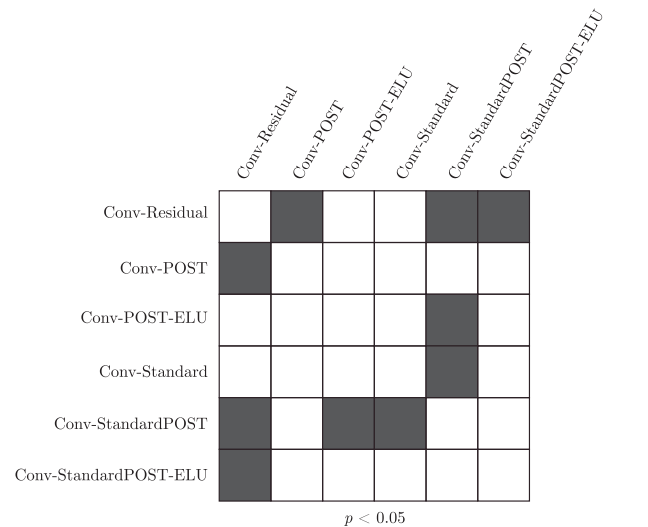 Conv-Residual
Conv-POST
Conv-POST-ELU
Conv-Standard
Conv-StandardPOST
Conv-StandardPOST-ELU
Conv-Residual
Conv-POST
Conv-POST-ELU
Conv-Standard
Conv-StandardPOST
Conv-StandardPOST-ELU
p < 0.05